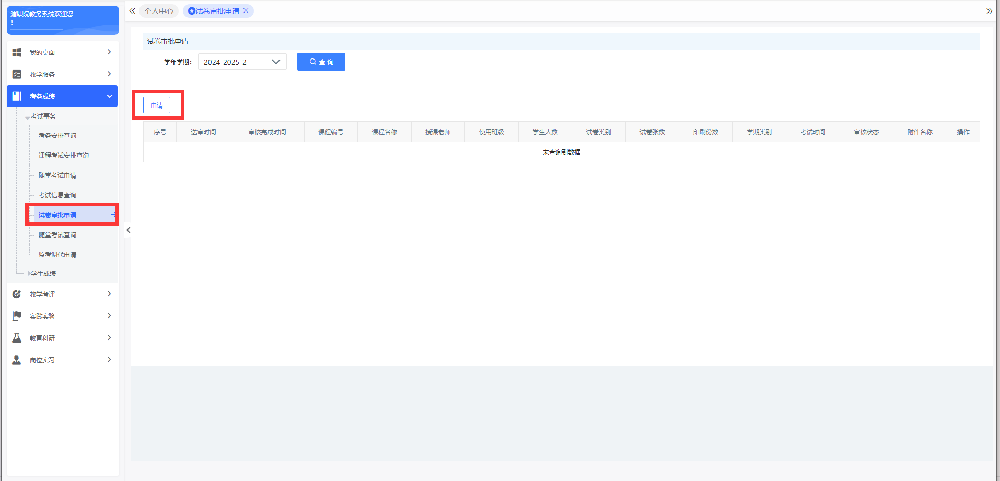 湄职院教务系统欢迎您
！
我的桌面
教学服务
考务成绩
考试事务
考务安排查询
课程考试安排查询
随堂考试申请
考试信息查询
试卷审批申请
随堂考试查询
监考调代申请
学生成绩
教学考评
实践实验
教育科研
岗位实习
个人中心 试卷审批申请
试卷审批申请
学年学期： 2024-2025-2 查询
申请
序号 送审时间 审核完成时间 课程编号 课程名称 授课老师 使用班级 学生人数 试卷类别 试卷张数 印刷份数 学期类别 考试时间 审核状态 附件名称 操作
未查询到数据